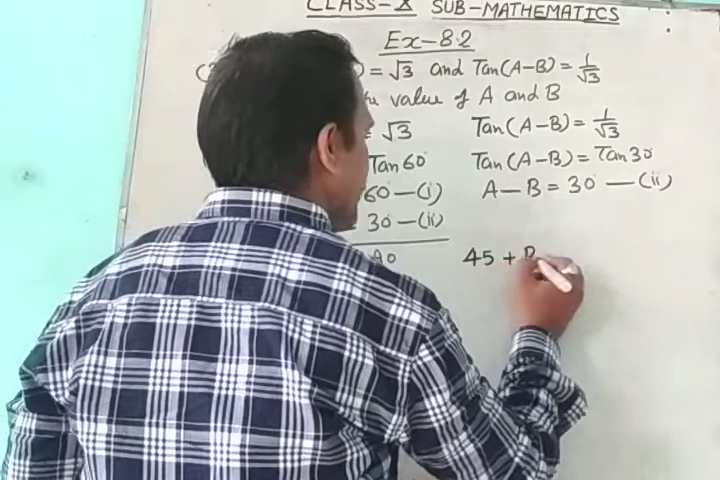 CLASS-X SUB-MATHEMATICS :
Ex-8.2
) = √3 and Tan(A-B) = 1/√3
value of A and B
= √3 Tan(A-B) = 1/√3
Tan 60° Tan(A-B) = Tan 30°
60° —(i) A - B = 30° —(ii)
30 —(ii)
90 45 + B